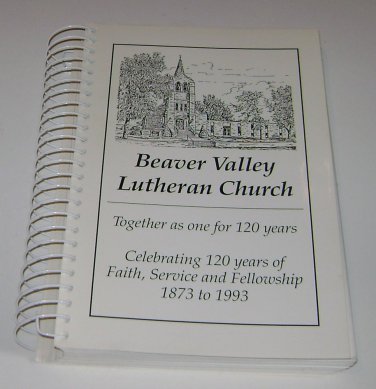 Beaver Valley
Lutheran Church
Together as one for 120 years
Celebrating 120 years of
Faith, Service and Fellowship
1873 to 1993